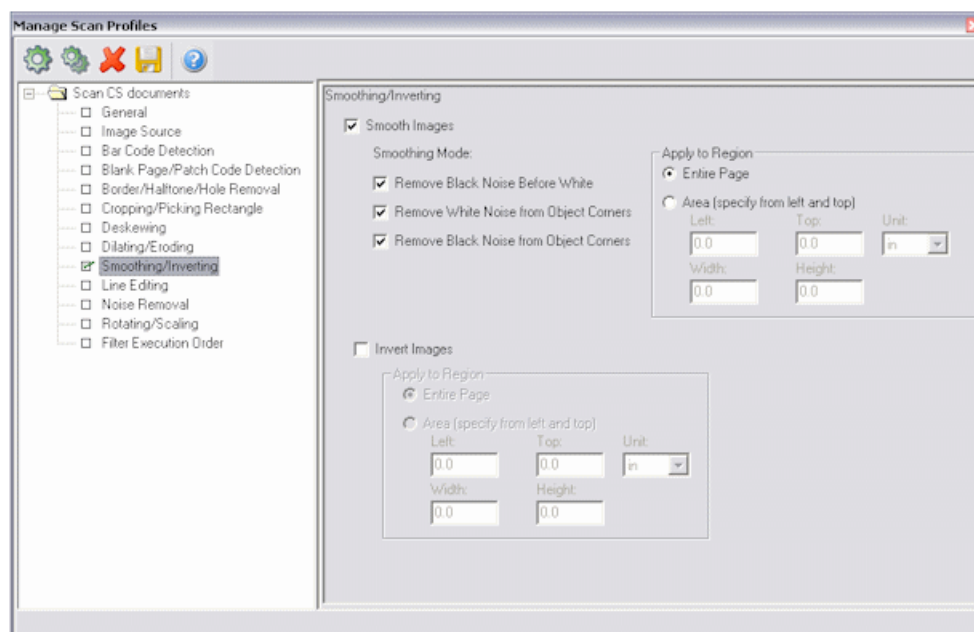 Manage Scan Profiles
Scan CS documents
General
Image Source
Bar Code Detection
Blank Page/Patch Code Detection
Border/Halftone/Hole Removal
Cropping/Picking Rectangle
Deskewing
Dilating/Eroding
Smoothing/Inverting
Line Editing
Noise Removal
Rotating/Scaling
Filter Execution Order
Smoothing/Inverting
Smooth Images
Smoothing Mode:
Remove Black Noise Before White
Remove White Noise from Object Corners
Remove Black Noise from Object Corners
Apply to Region
Entire Page
Area (specify from left and top)
Left: Top: Unit:
0.0 0.0 in
Width: Height:
0.0 0.0
Invert Images
Apply to Region
Entire Page
Area (specify from left and top)
Left: Top: Unit:
0.0 0.0 in
Width: Height:
0.0 0.0